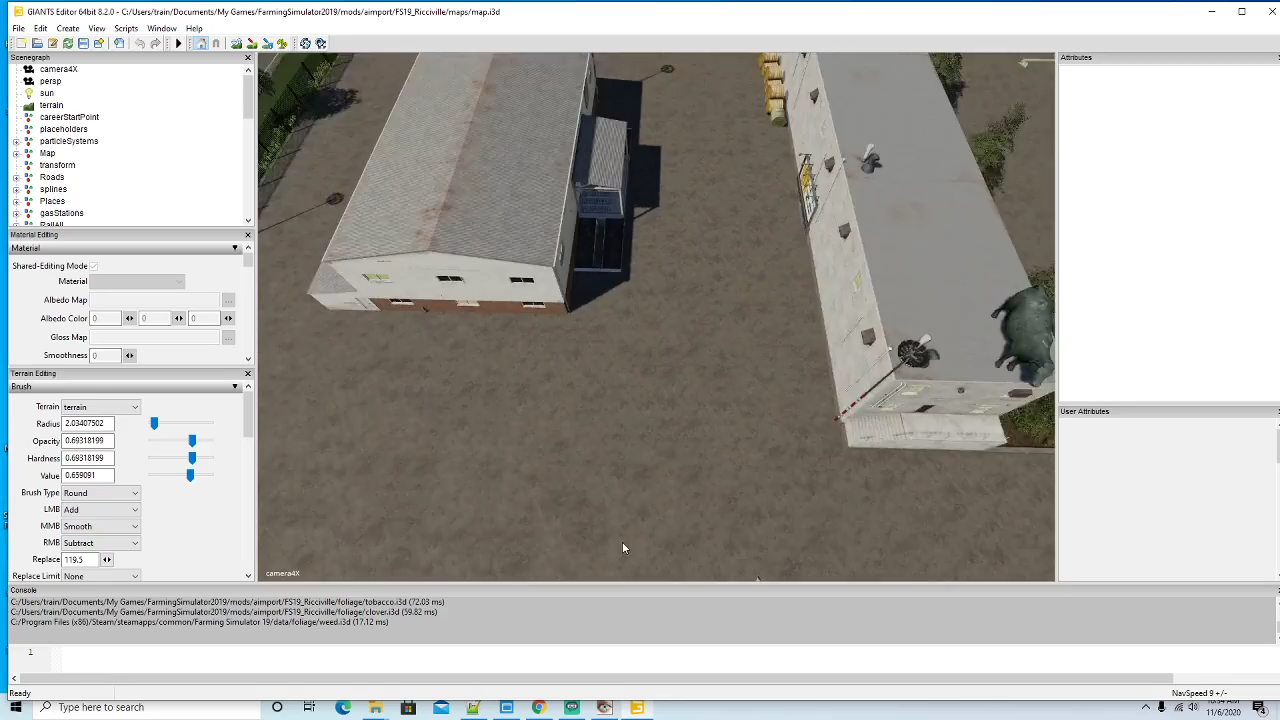 GIANTS Editor 64bit 8.2.0 - C:/Users/train/Documents/My Games/FarmingSimulator2019/mods/aimport/FS19_Ricciville/maps/map.i3d
File Edit Create View Scripts Window Help
Scenegraph
camera4X
persp
sun
terrain
careerStartPoint
placeholders
particleSystems
Map
transform
Roads
splines
Places
gasStations
Material Editing
Material
Shared-Editing Mode
Material
Albedo Map
Albedo Color 0 0 0
Gloss Map
Smoothness 0
Terrain Editing
Brush
Terrain terrain
Radius 2.03407502
Opacity 0.69318199
Hardness 0.69318199
Value 0.659091
Brush Type Round
LMB Add
MMB Smooth
RMB Subtract
Replace 119.5
Replace Limit None
camera4X
Attributes
User Attributes
Console
C:/Users/train/Documents/My Games/FarmingSimulator2019/mods/aimport/FS19_Ricciville/foliage/tobacco.i3d (72.03 ms)
C:/Users/train/Documents/My Games/FarmingSimulator2019/mods/aimport/FS19_Ricciville/foliage/clover.i3d (59.82 ms)
C:/Program Files (x86)/Steam/steamapps/common/Farming Simulator 19/data/foliage/weed.i3d (17.12 ms)
1
Ready
NavSpeed 9 +/-
Type here to search
10:54 AM
11/6/2020